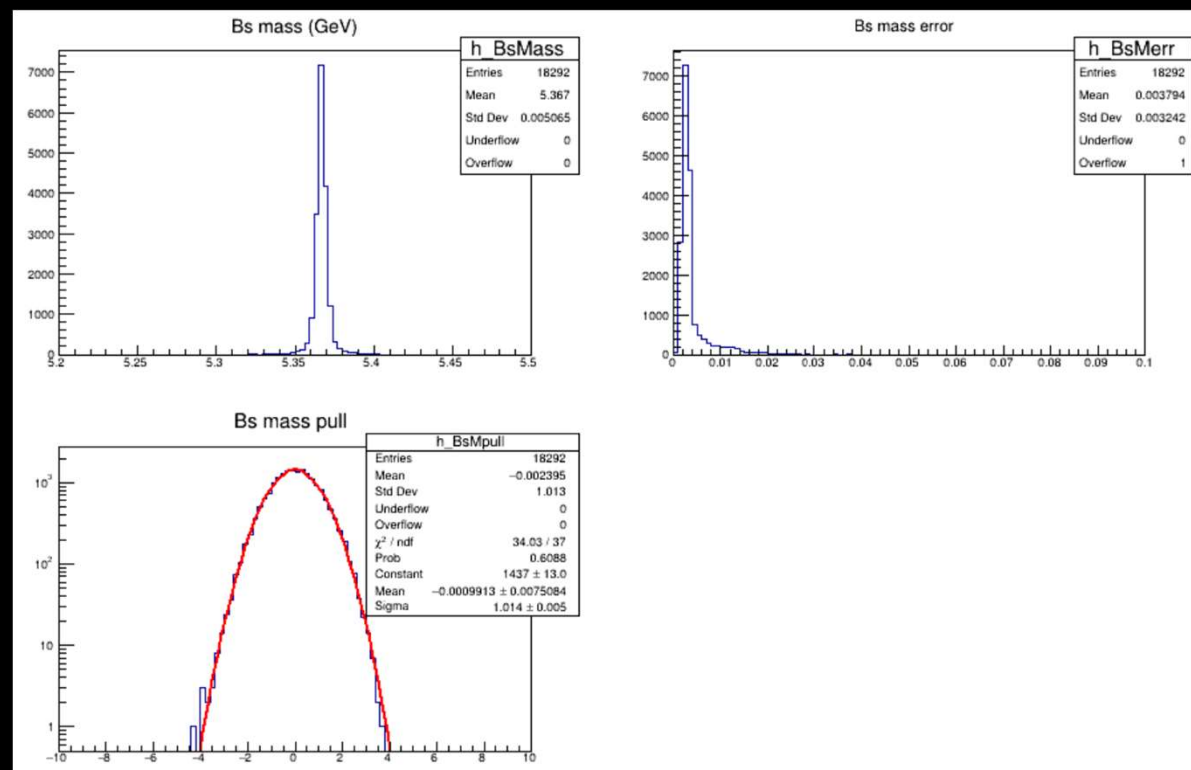 Bs mass (GeV)
h_BsMass
Entries 18292
Mean 5.367
Std Dev 0.005065
Underflow 0
Overflow 0
7000
6000
5000
4000
3000
2000
1000
0
5.2 5.25 5.3 5.35 5.4 5.45 5.5
Bs mass error
h_BsMerr
Entries 18292
Mean 0.003794
Std Dev 0.003242
Underflow 0
Overflow 1
7000
6000
5000
4000
3000
2000
1000
0
0 0.01 0.02 0.03 0.04 0.05 0.06 0.07 0.08 0.09 0.1
Bs mass pull
h_BsMpull
Entries 18292
Mean −0.002395
Std Dev 1.013
Underflow 0
Overflow 0
χ² / ndf 34.03 / 37
Prob 0.6088
Constant 1437 ± 13.0
Mean −0.0009913 ± 0.0075084
Sigma 1.014 ± 0.005
10³
10²
10
1
−10 −8 −6 −4 −2 0 2 4 6 8 10